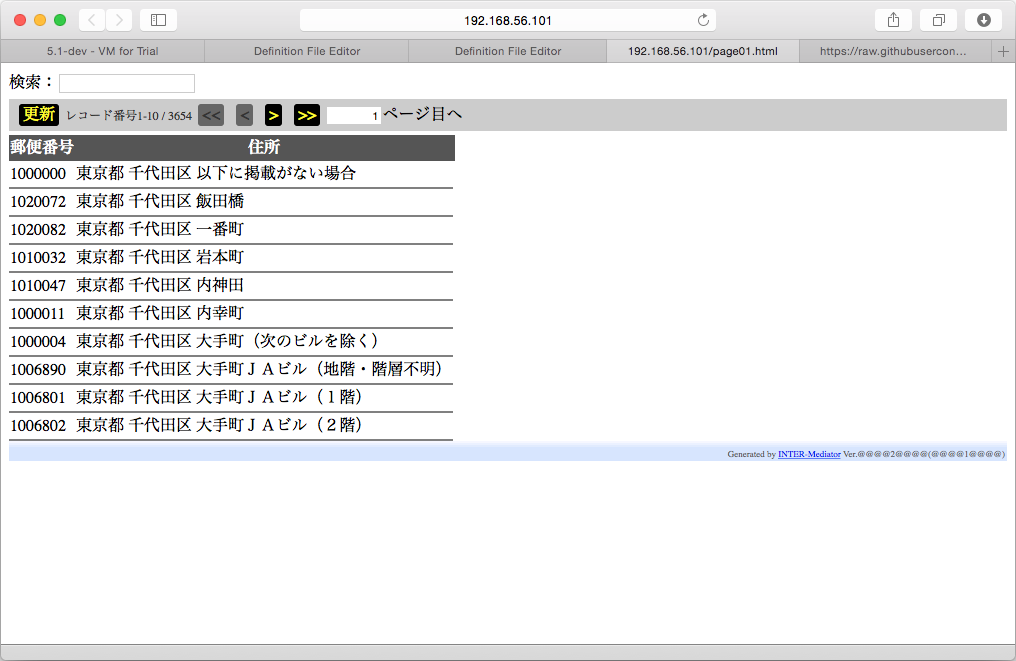 192.168.56.101
5.1-dev - VM for Trial Definition File Editor Definition File Editor 192.168.56.101/page01.html https://raw.githubusercon...
検索：
更新 レコード番号1-10 / 3654 << < > >> 1 ページ目へ
郵便番号 住所
1000000 東京都 千代田区 以下に掲載がない場合
1020072 東京都 千代田区 飯田橋
1020082 東京都 千代田区 一番町
1010032 東京都 千代田区 岩本町
1010047 東京都 千代田区 内神田
1000011 東京都 千代田区 内幸町
1000004 東京都 千代田区 大手町（次のビルを除く）
1006890 東京都 千代田区 大手町ＪＡビル（地階・階層不明）
1006801 東京都 千代田区 大手町ＪＡビル（１階）
1006802 東京都 千代田区 大手町ＪＡビル（２階）
Generated by INTER-Mediator Ver.@@@@2@@@@(@@@@1@@@@)